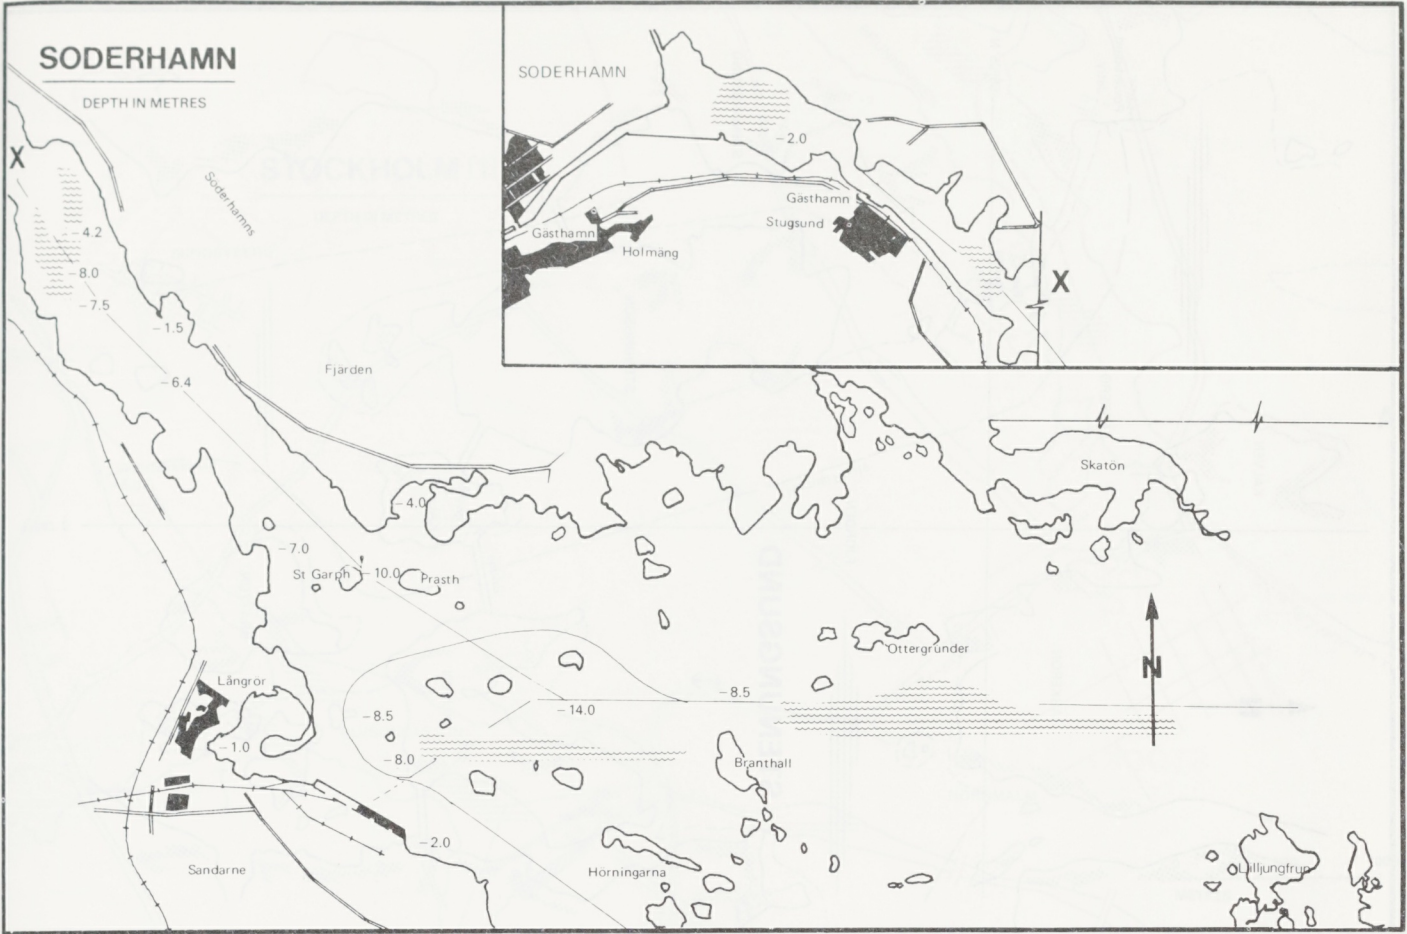 SODERHAMN
DEPTH IN METRES
X
Soderhamns
-4.2
-8.0
-7.5
-1.5
-6.4
Fjarden
-4.0
-7.0
St Garph
-10.0
Prasth
SODERHAMN
-2.0
Gästhamn
Stugsund
Gästhamn
Holmäng
X
Skatön
Ottergrunder
N
-8.5
-14.0
-8.5
-8.0
Branthall
Långror
-1.0
-2.0
Sandarne
Hörningarna
Lilljungfrun